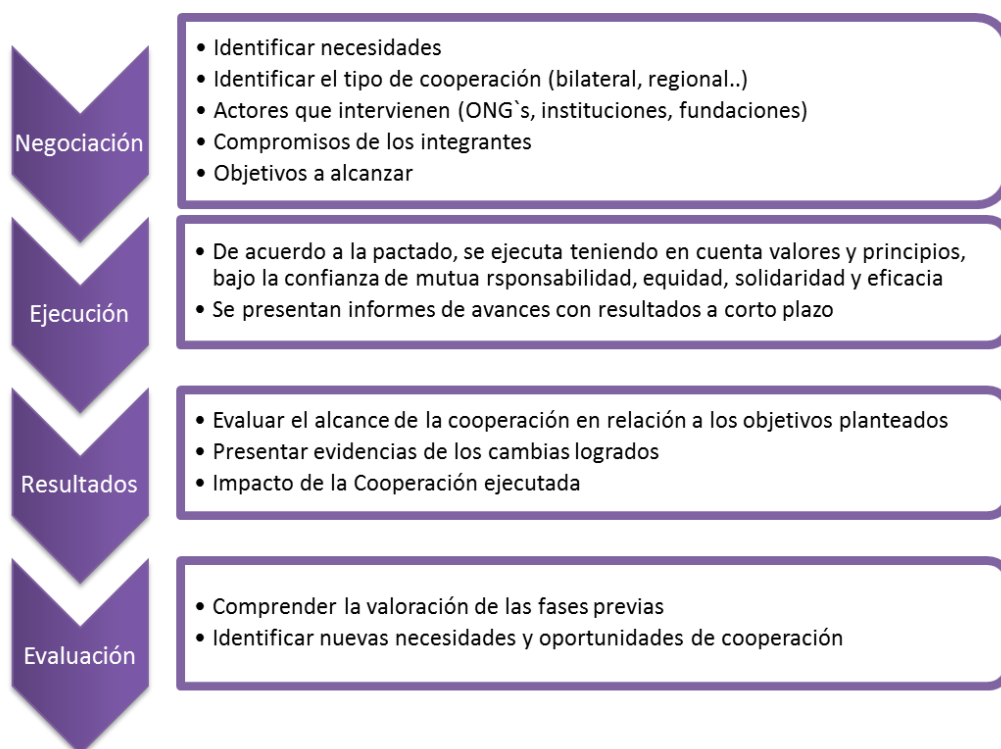 Negociación
• Identificar necesidades
• Identificar el tipo de cooperación (bilateral, regional..)
• Actores que intervienen (ONG`s, instituciones, fundaciones)
• Compromisos de los integrantes
• Objetivos a alcanzar
Ejecución
• De acuerdo a la pactado, se ejecuta teniendo en cuenta valores y principios,
bajo la confianza de mutua rsponsabilidad, equidad, solidaridad y eficacia
• Se presentan informes de avances con resultados a corto plazo
Resultados
• Evaluar el alcance de la cooperación en relación a los objetivos planteados
• Presentar evidencias de los cambias logrados
• Impacto de la Cooperación ejecutada
Evaluación
• Comprender la valoración de las fases previas
• Identificar nuevas necesidades y oportunidades de cooperación